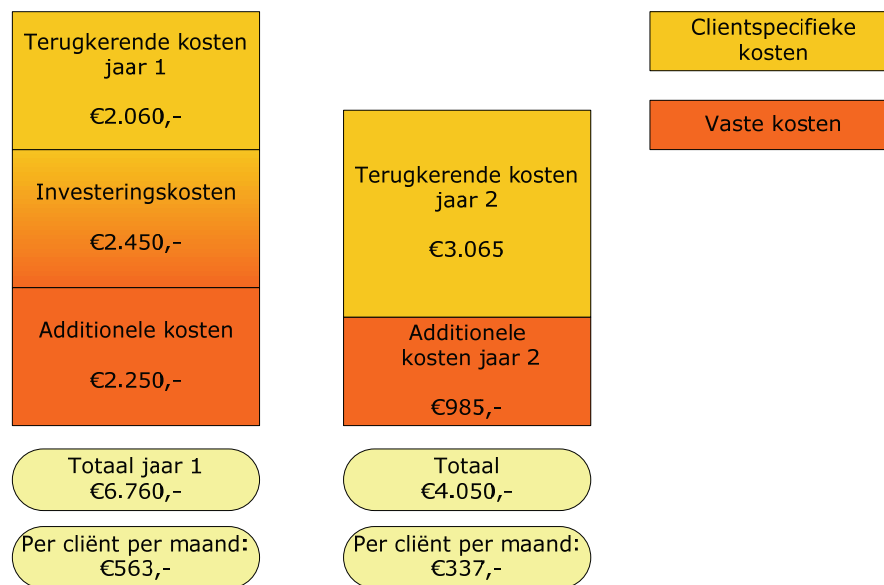 Terugkerende kosten
jaar 1
€2.060,-
Investeringskosten
€2.450,-
Additionele kosten
€2.250,-
Totaal jaar 1
€6.760,-
Per cliënt per maand:
€563,-
Terugkerende kosten
jaar 2
€3.065
Additionele
kosten jaar 2
€985,-
Totaal
€4.050,-
Per cliënt per maand:
€337,-
Clientspecifieke
kosten
Vaste kosten